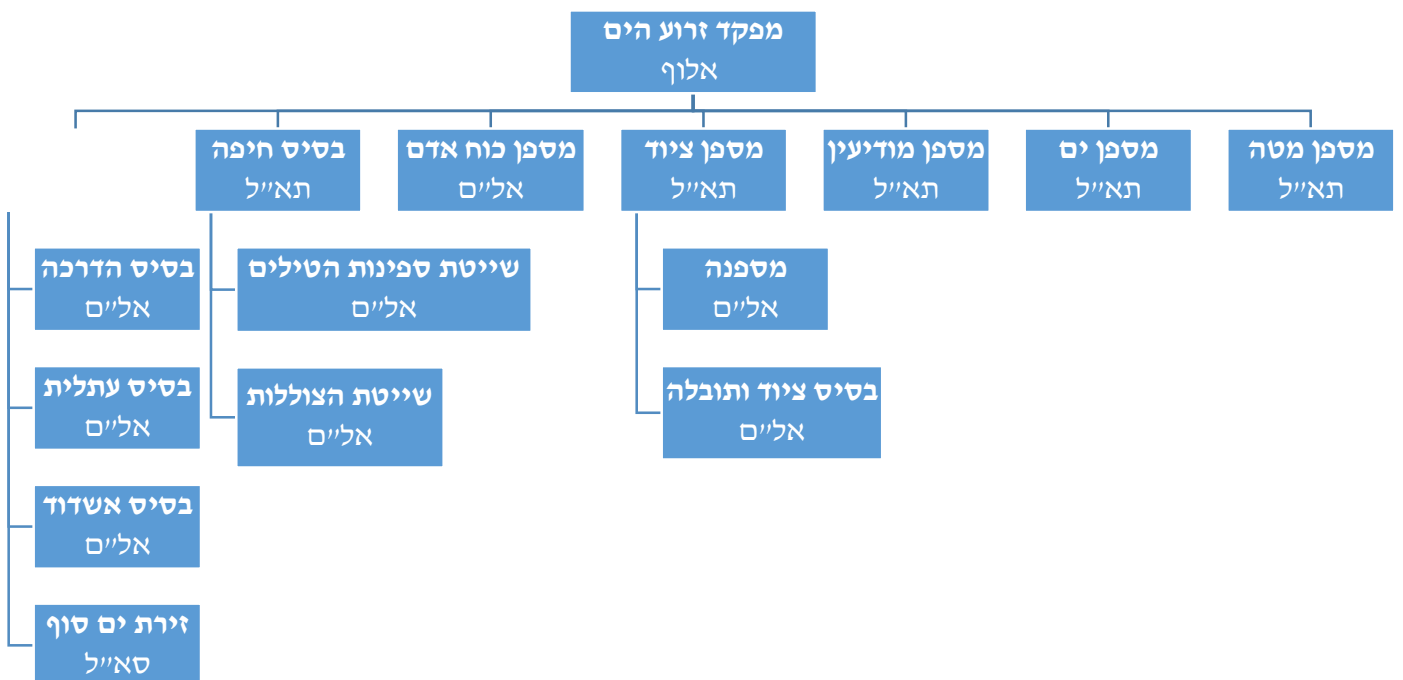 מפקד זרוע הים
אלוף
מספן מטה
תא״ל
מספן ים
תא״ל
מספן מודיעין
תא״ל
מספן ציוד
תא״ל
מספן כוח אדם
אל״ם
בסיס חיפה
תא״ל
מספנה
אל״ם
בסיס ציוד ותובלה
אל״ם
שייטת ספינות הטילים
אל״ם
שייטת הצוללות
אל״ם
בסיס הדרכה
אל״ם
בסיס עתלית
אל״ם
בסיס אשדוד
אל״ם
זירת ים סוף
סא״ל